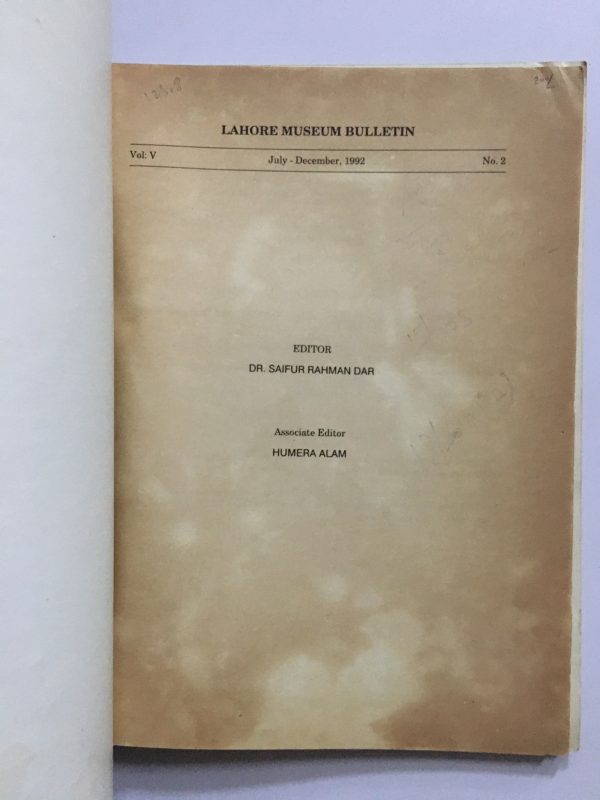 LAHORE MUSEUM BULLETIN
Vol: V July - December, 1992 No. 2
EDITOR
DR. SAIFUR RAHMAN DAR
Associate Editor
HUMERA ALAM